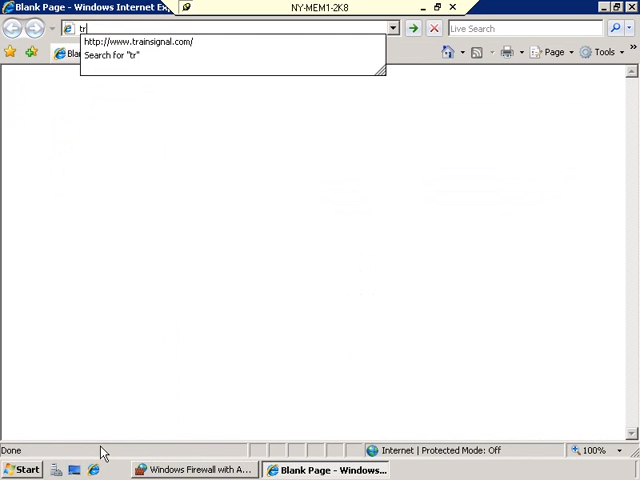 Blank Page - Windows Internet Ex
NY-MEM1-2K8
tr
Live Search
http://www.trainsignal.com/
Search for "tr"
Bla
Page
Tools
Done
Internet | Protected Mode: Off
100%
Start
Windows Firewall with A...
Blank Page - Windows...